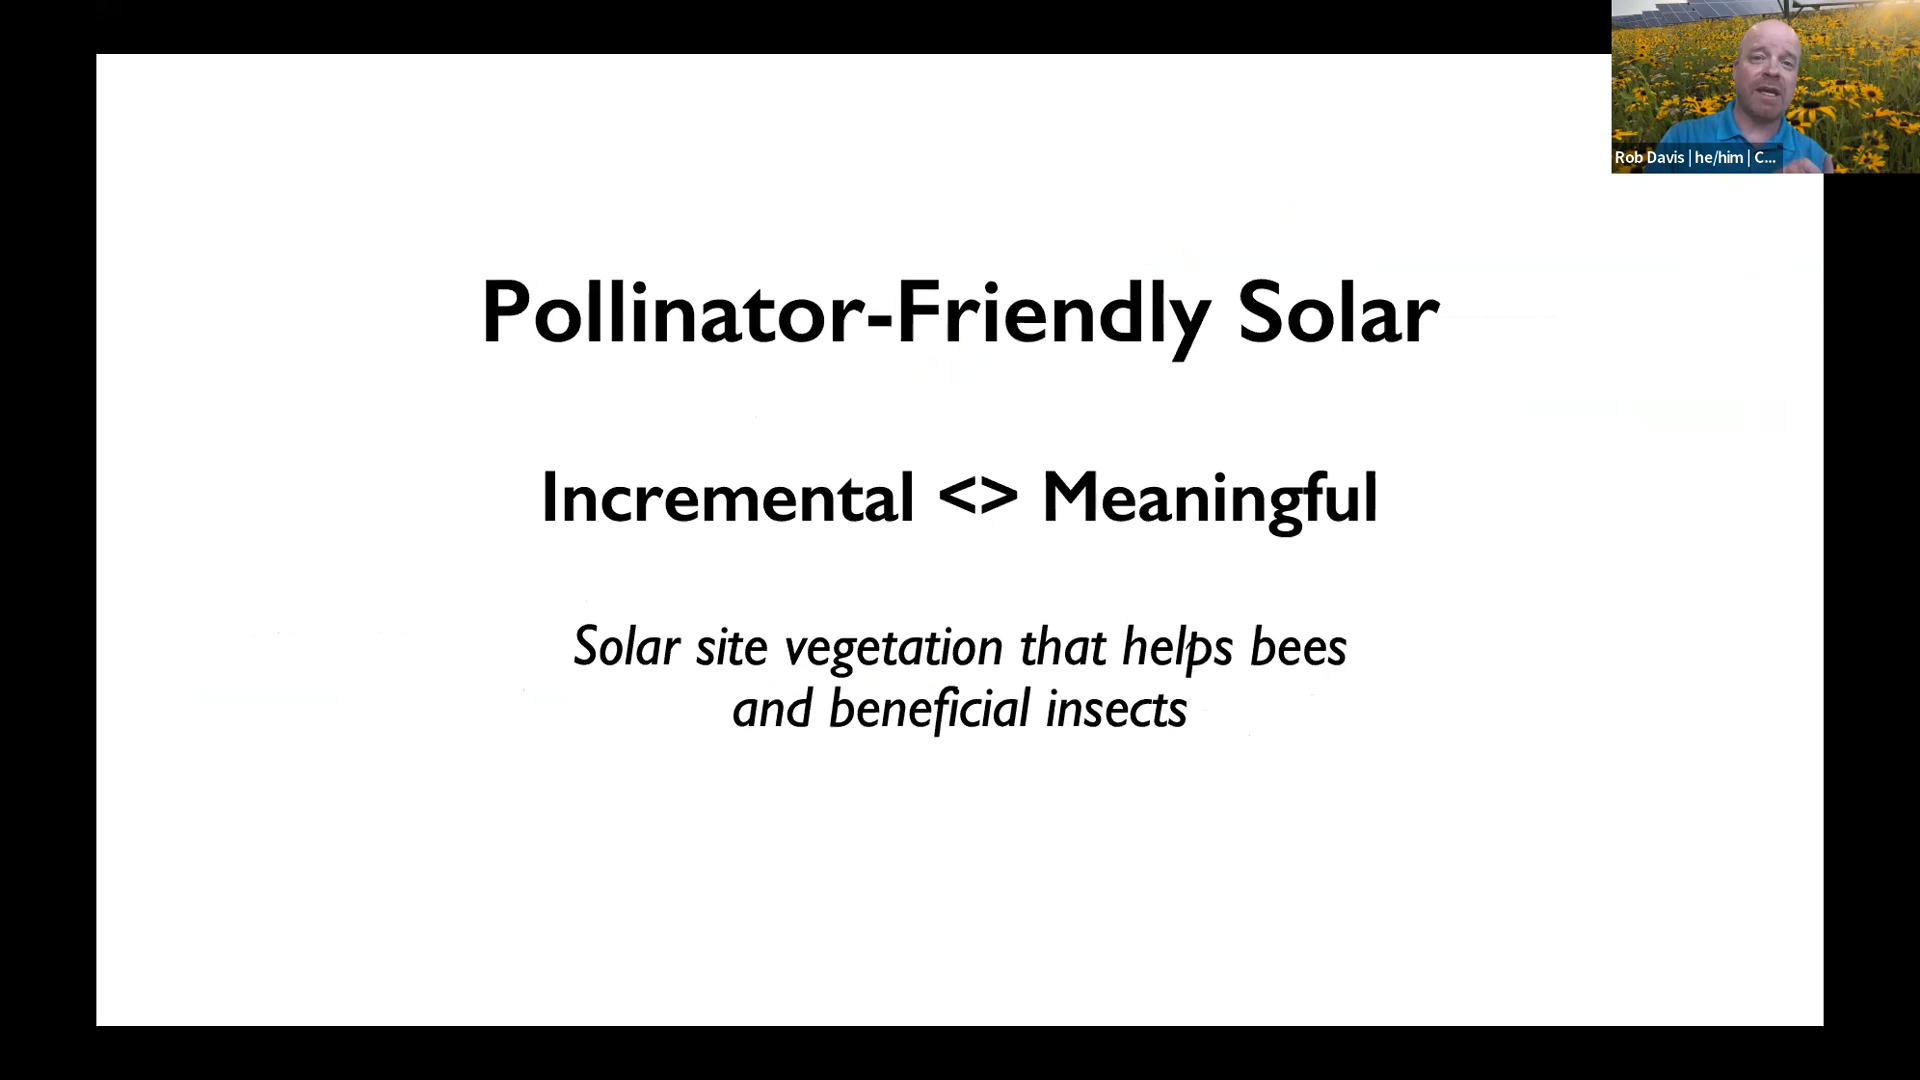 Pollinator-Friendly Solar
Incremental <> Meaningful
Solar site vegetation that helps bees
and beneficial insects
Rob Davis | he/him | C...